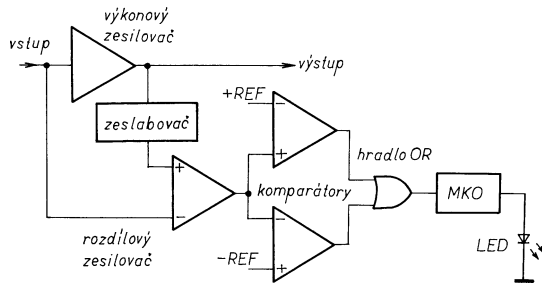 výkonový
zesilovač
vstup
výstup
zeslabovač
+REF
−
+
hradlo OR
+
−
komparátory
MKO
−
+
rozdílový
zesilovač
−REF
LED